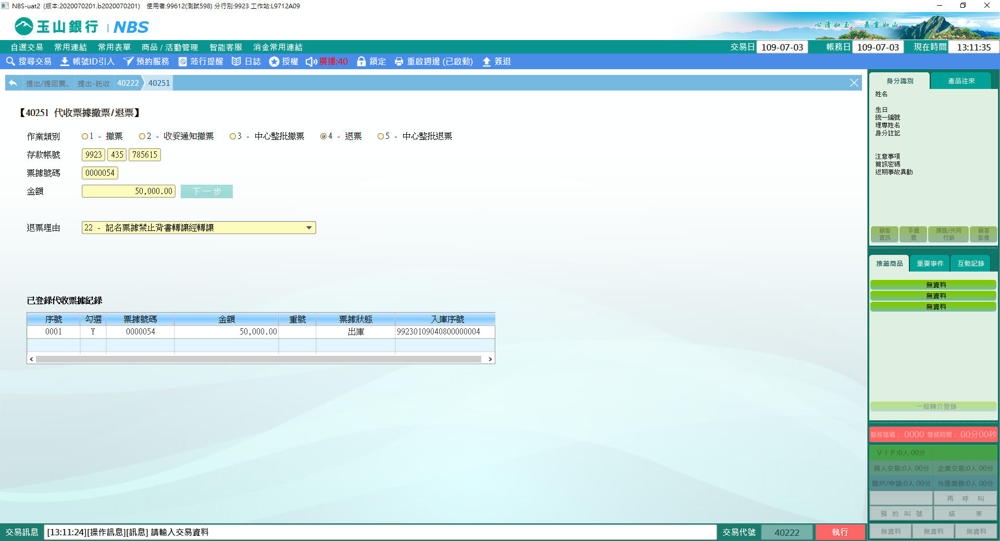 NBS-uat2 (版本:2020070201.b2020070201) 使用者:99612(測試598) 分行別:9923 工作站:L9712A09
玉山銀行 | NBS
心清如玉 義重如山
自選交易 常用連結 常用表單 商品/活動管理 智能客服 消金常用連結 交易日 109-07-03 帳務日 109-07-03 現在時間 13:11:35
搜尋交易 帳號ID引入 預約服務 蒞行提醒 日誌 授權 廣播:40 鎖定 重啟週邊 (已啟動) 簽退
提出/提回票.. 提出-託收 40222 40251
【40251 代收票據撤票/退票】
作業類別 1 - 撤票 2 - 收妥通知撤票 3 - 中心整批撤票 4 - 退票 5 - 中心整批退票
存款帳號 9923 435 785615
票據號碼 0000054
金額 50,000.00 下一步
退票理由 22 - 記名票據禁止背書轉讓經轉讓
已登錄代收票據紀錄
序號 勾選 票據號碼 金額 重號 票據狀態 入庫序號
0001 Y 0000054 50,000.00 出庫 99230109040800000004
身分識別 產品往來
姓名
生日
統一編號
理專姓名
身分註記
注意事項
簡訊密碼
近期事故異動
顧客資訊 手續費 通路/共同行銷 顧客影像
推薦商品 重要事件 互動記錄
無資料
無資料
無資料
一般轉介登錄
服務號碼: 0000 等候時間: 00分00秒
VIP:0人 00分
個人交易:0人 00分 企業交易:0人 00分
開戶/申請:0人 00分 外匯業務:0人 00分
再呼叫
預約叫號 結束
無資料 無資料 無資料
交易訊息 [13:11:24][操作訊息][訊息] 請輸入交易資料 交易代號 40222 執行